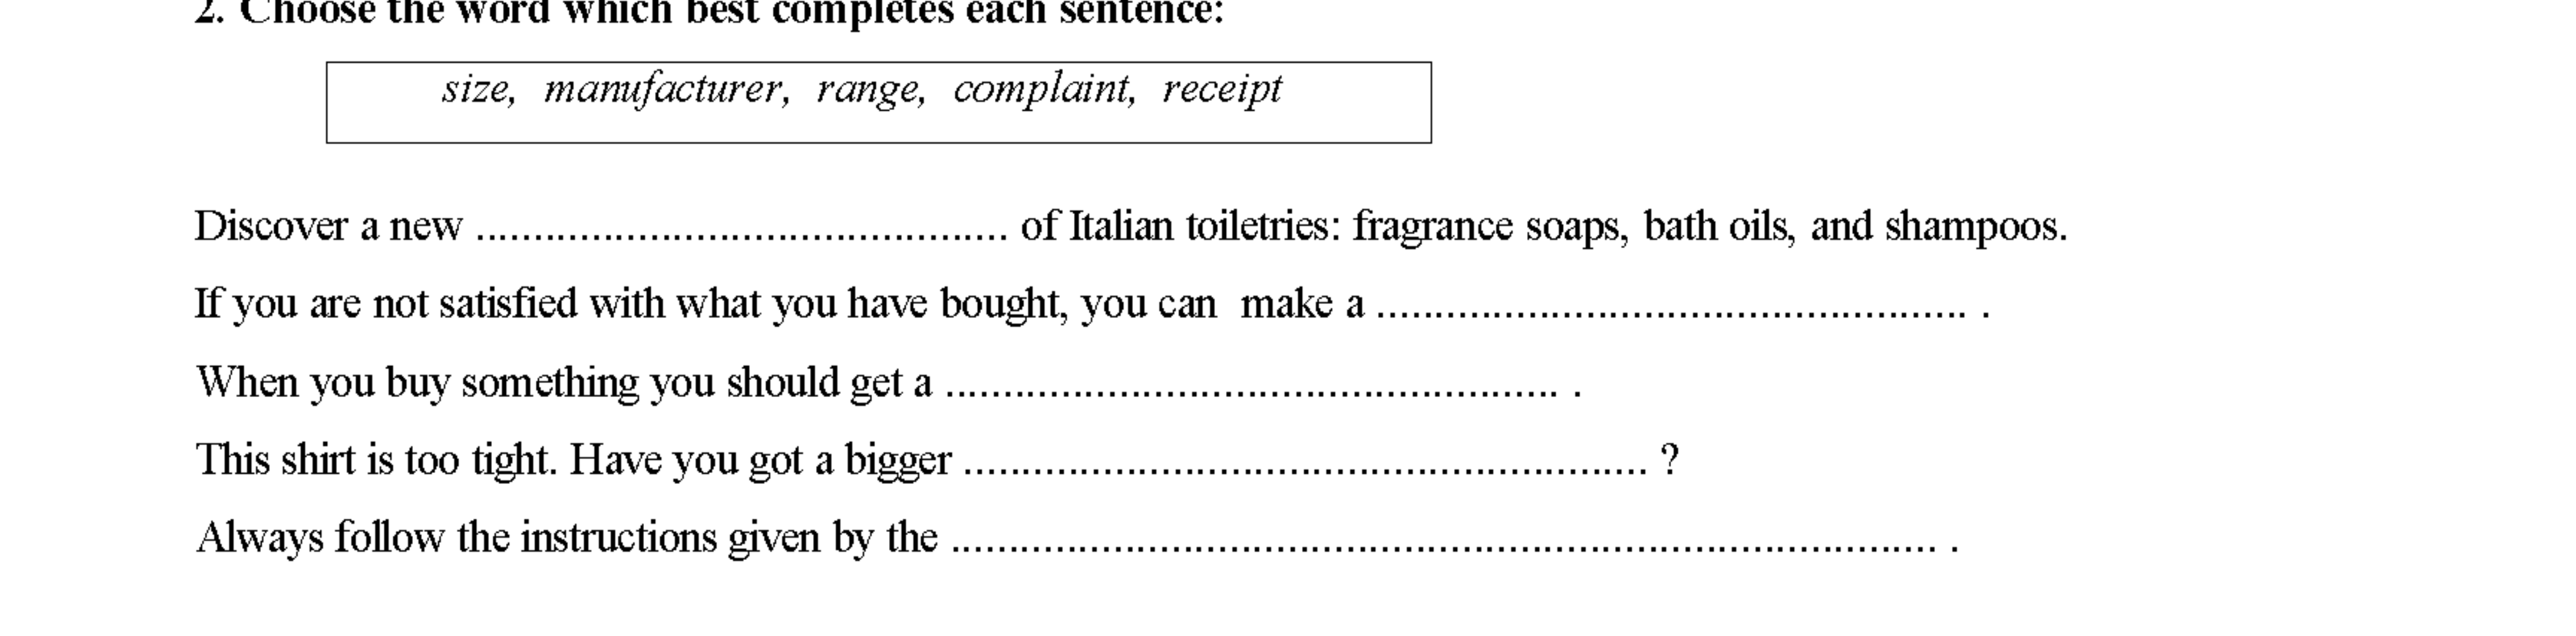 2. Choose the word which best completes each sentence:
size, manufacturer, range, complaint, receipt
Discover a new .............................................. of Italian toiletries: fragrance soaps, bath oils, and shampoos.
If you are not satisfied with what you have bought, you can make a ................................................... .
When you buy something you should get a ..................................................... .
This shirt is too tight. Have you got a bigger ........................................................... ?
Always follow the instructions given by the ..................................................................................... .